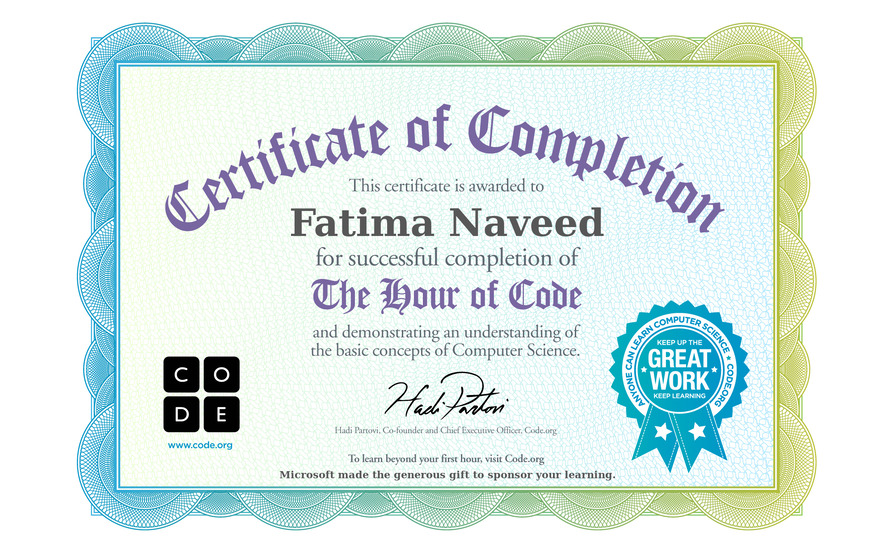 Certificate of Completion
This certificate is awarded to
Fatima Naveed
for successful completion of
The Hour of Code
and demonstrating an understanding of
the basic concepts of Computer Science.
C O
D E
www.code.org
Hadi Partovi
Hadi Partovi, Co-founder and Chief Executive Officer, Code.org
To learn beyond your first hour, visit Code.org
Microsoft made the generous gift to sponsor your learning.
ANYONE CAN LEARN COMPUTER SCIENCE ★ CODE.ORG
KEEP UP THE
GREAT
WORK
KEEP LEARNING